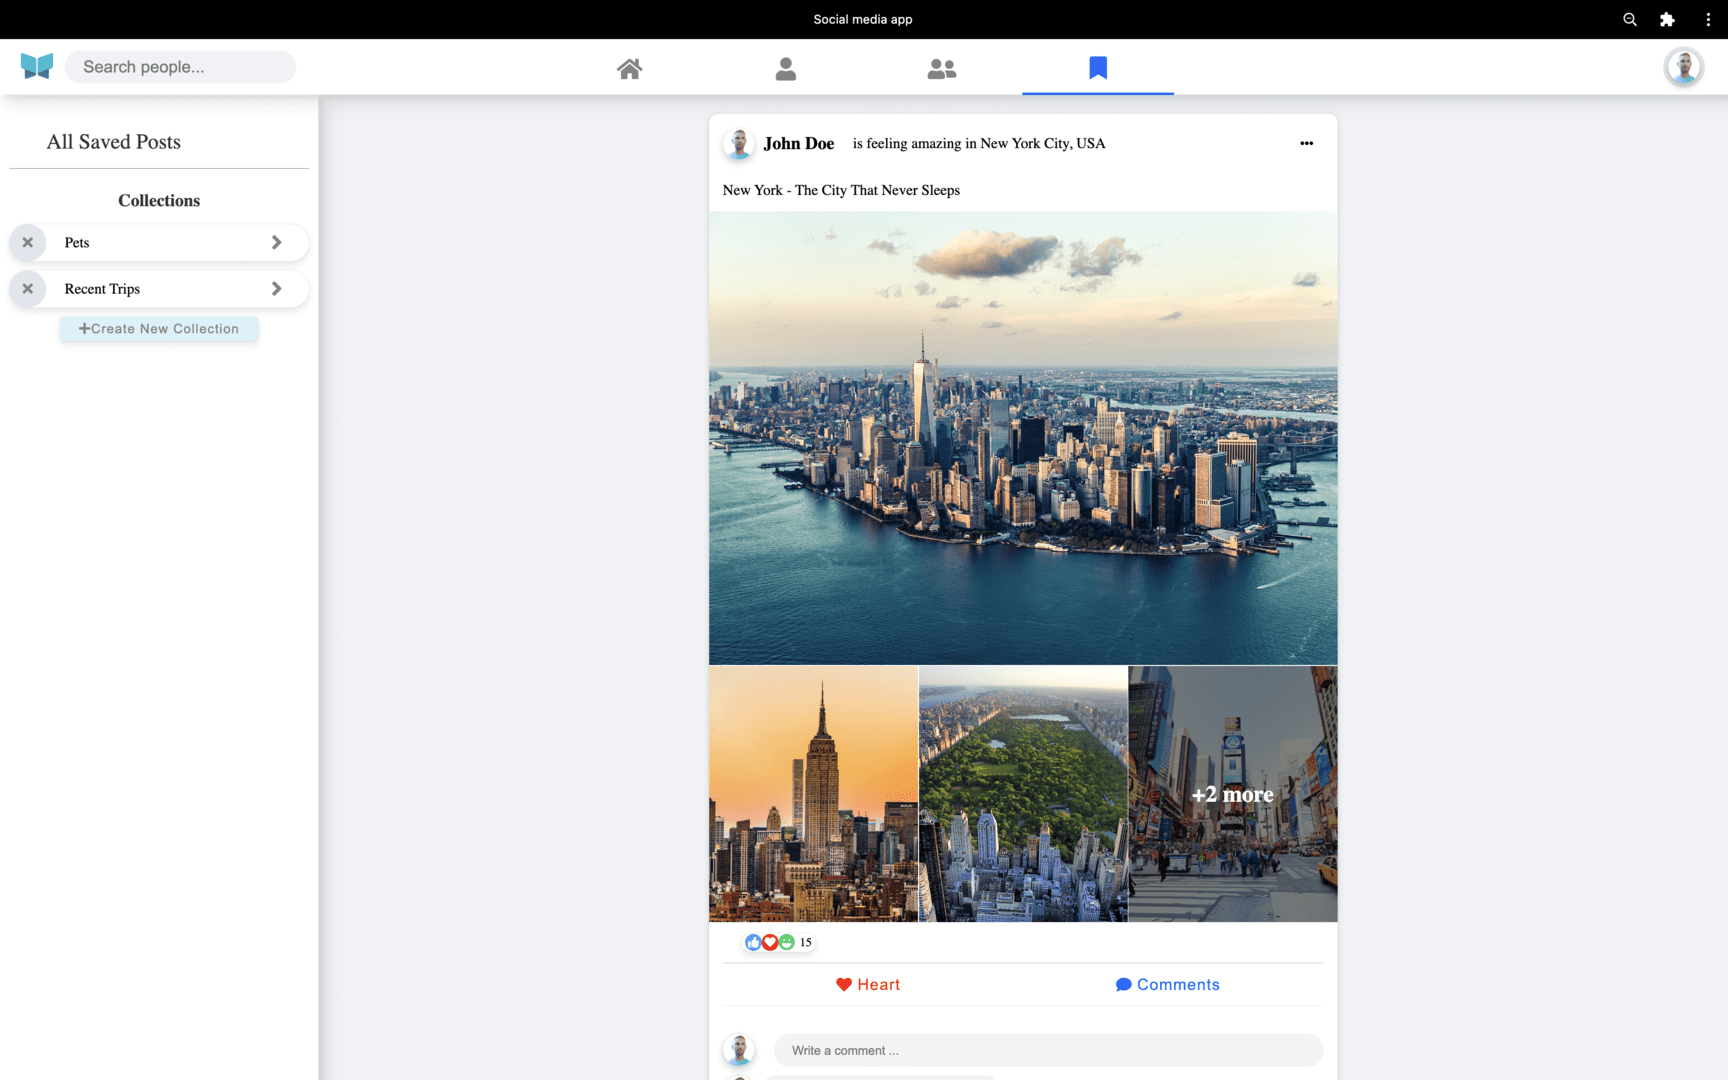 Social media app
Search people...
All Saved Posts
Collections
Pets
Recent Trips
Create New Collection
John Doe is feeling amazing in New York City, USA
New York - The City That Never Sleeps
+2 more
15
Heart
Comments
Write a comment ...